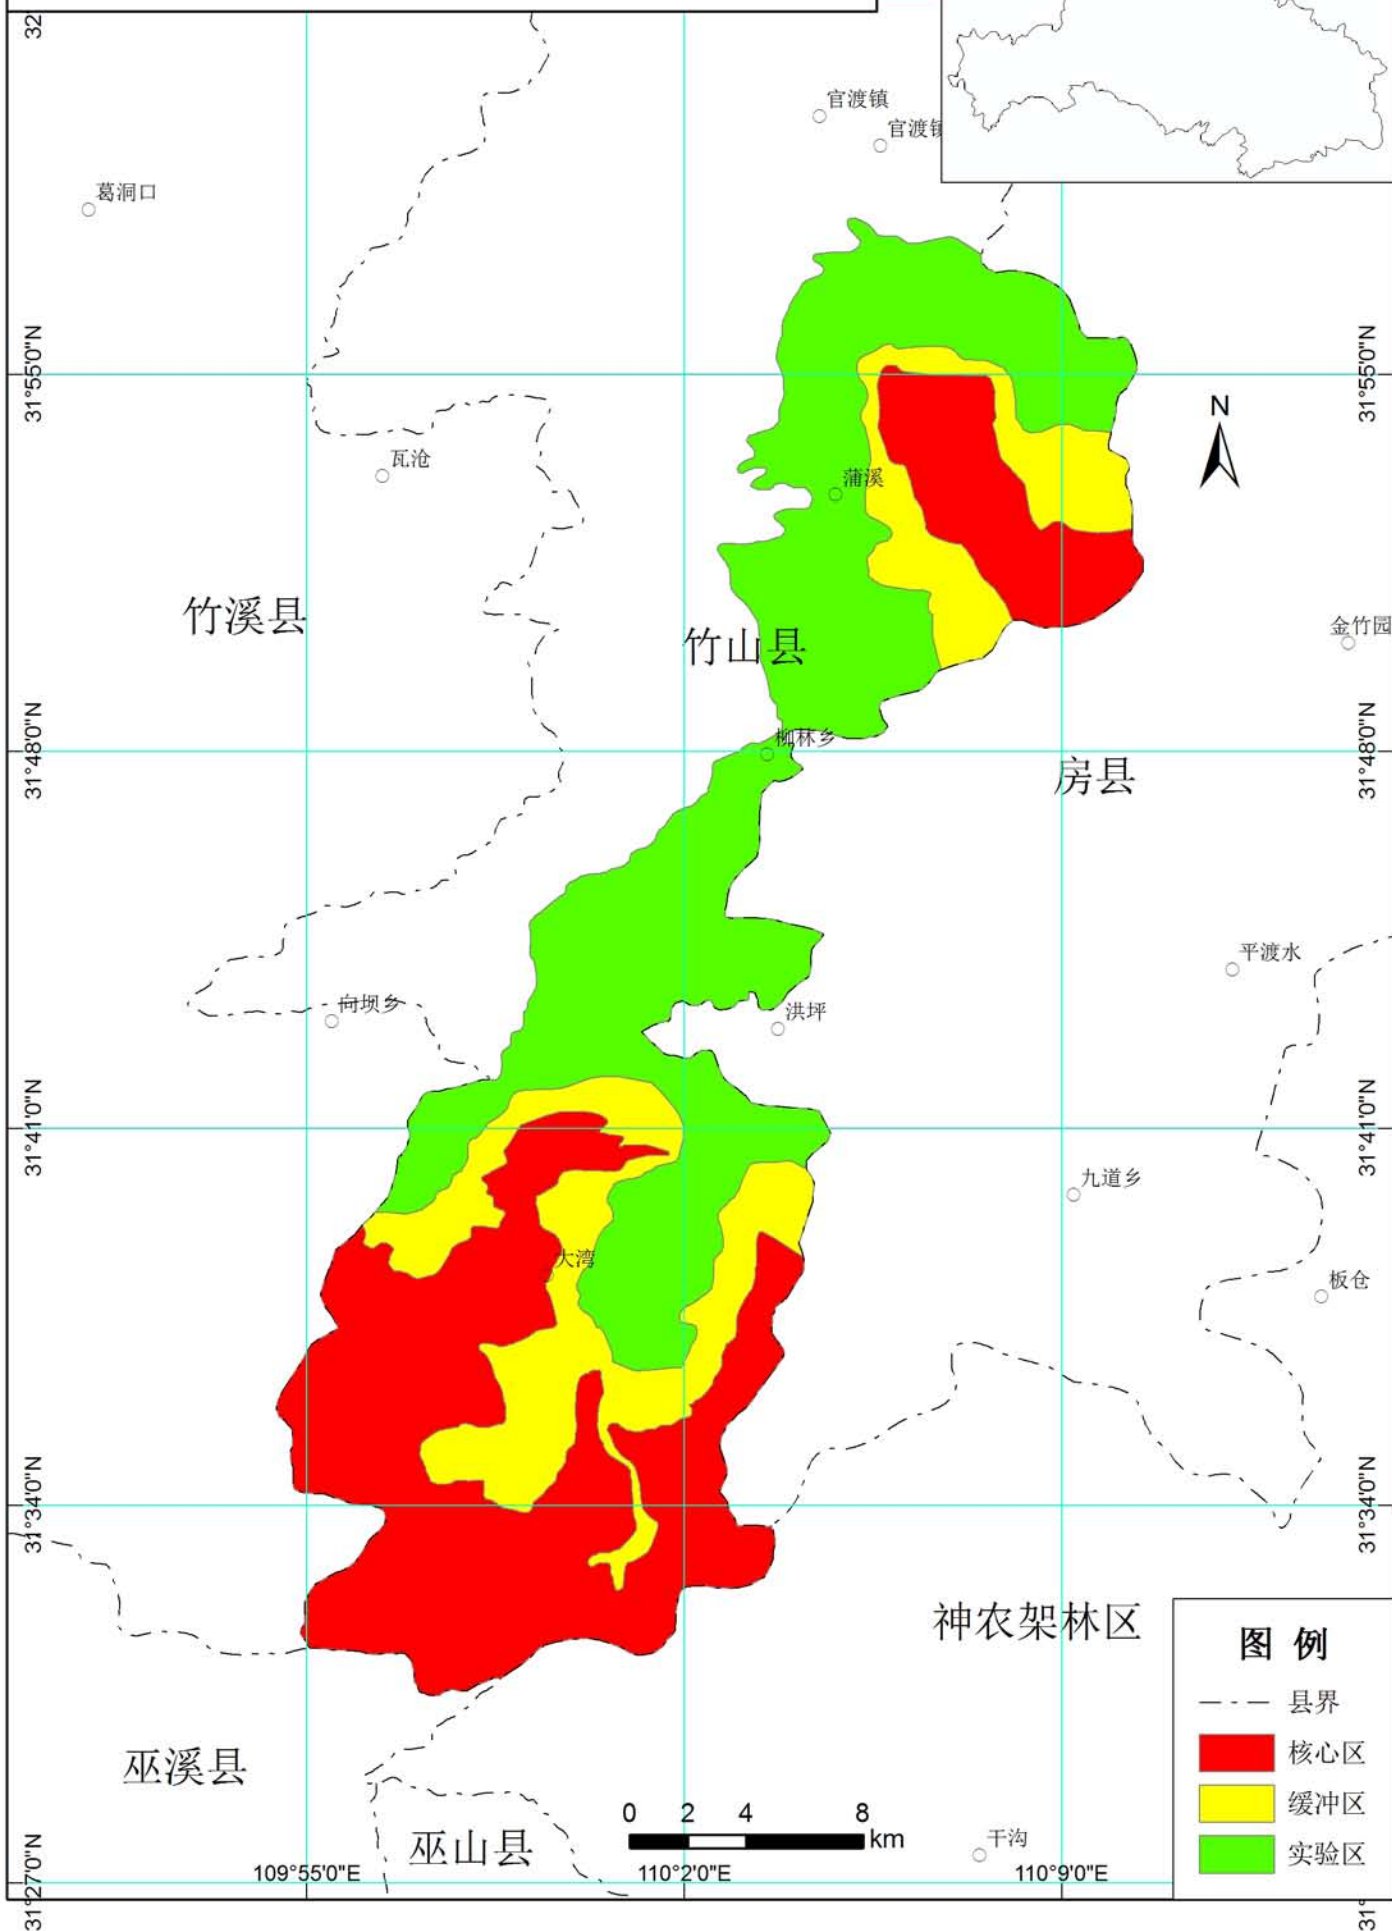 32
官渡镇
官渡镇
葛洞口
31°55'0"N
31°55'0"N
N
瓦沧
蒲溪
竹溪县
竹山县
金竹园
31°48'0"N
31°48'0"N
柳林乡
房县
平渡水
向坝乡
洪坪
31°41'0"N
31°41'0"N
九道乡
大湾
板仓
31°34'0"N
31°34'0"N
神农架林区
图 例
县界
核心区
缓冲区
实验区
巫溪县
巫山县
0 2 4 8
km
干沟
109°55'0"E
110°2'0"E
110°9'0"E
31°27'0"N
31°